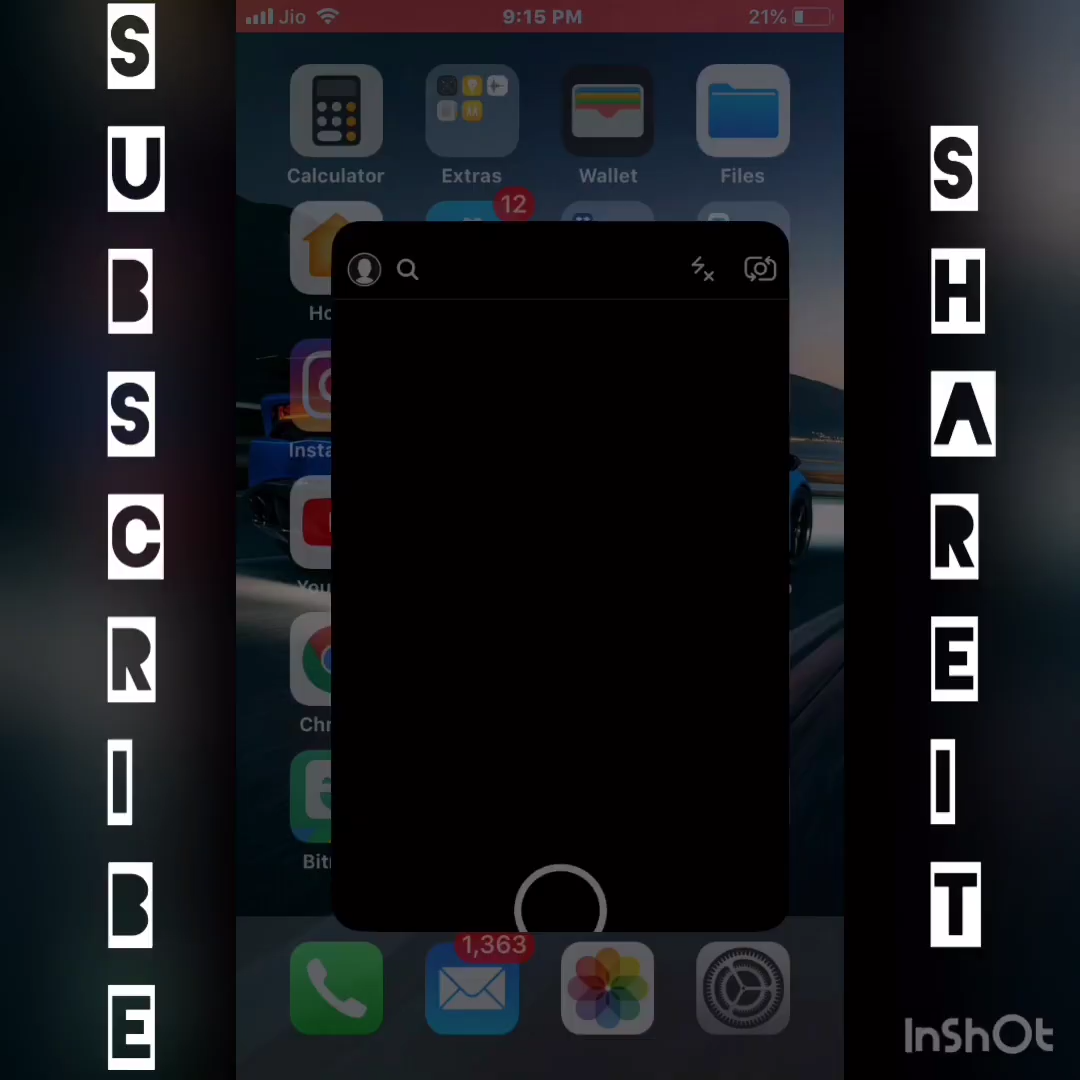 SUBSCRIBE
Jio 9:15 PM 21%
Calculator Extras Wallet Files
12
Ho
Insta
You
Chr
Bit
1,363
SHARE IT
InShOt